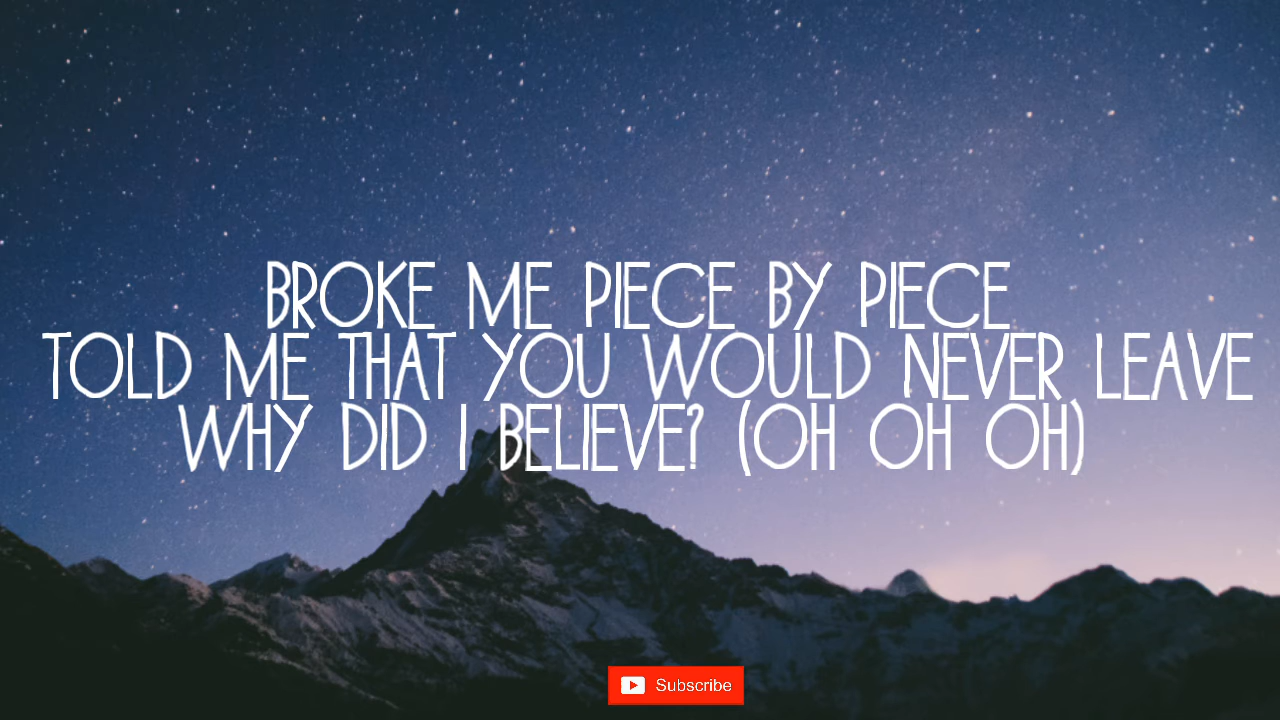 BROKE ME PIECE BY PIECE
TOLD ME THAT YOU WOULD NEVER LEAVE
WHY DID I BELIEVE? (OH OH OH)
Subscribe